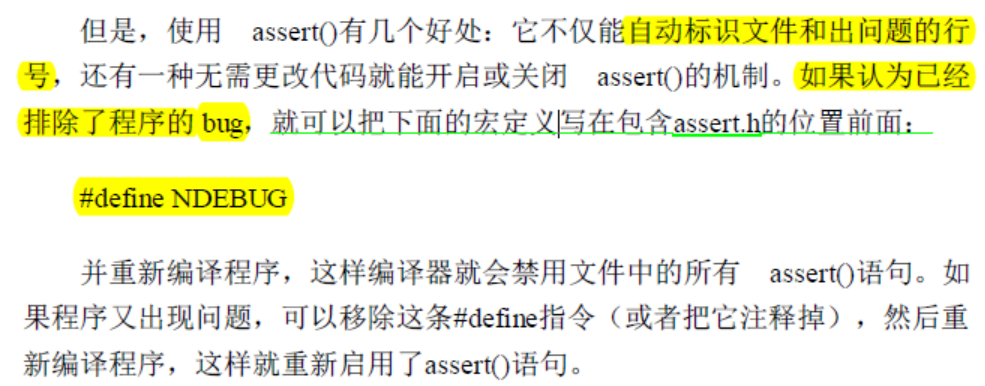 但是，使用 assert()有几个好处：它不仅能自动标识文件和出问题的行
号，还有一种无需更改代码就能开启或关闭 assert()的机制。如果认为已经
排除了程序的 bug，就可以把下面的宏定义写在包含assert.h的位置前面：
#define NDEBUG
并重新编译程序，这样编译器就会禁用文件中的所有 assert()语句。如
果程序又出现问题，可以移除这条#define指令（或者把它注释掉），然后重
新编译程序，这样就重新启用了assert()语句。